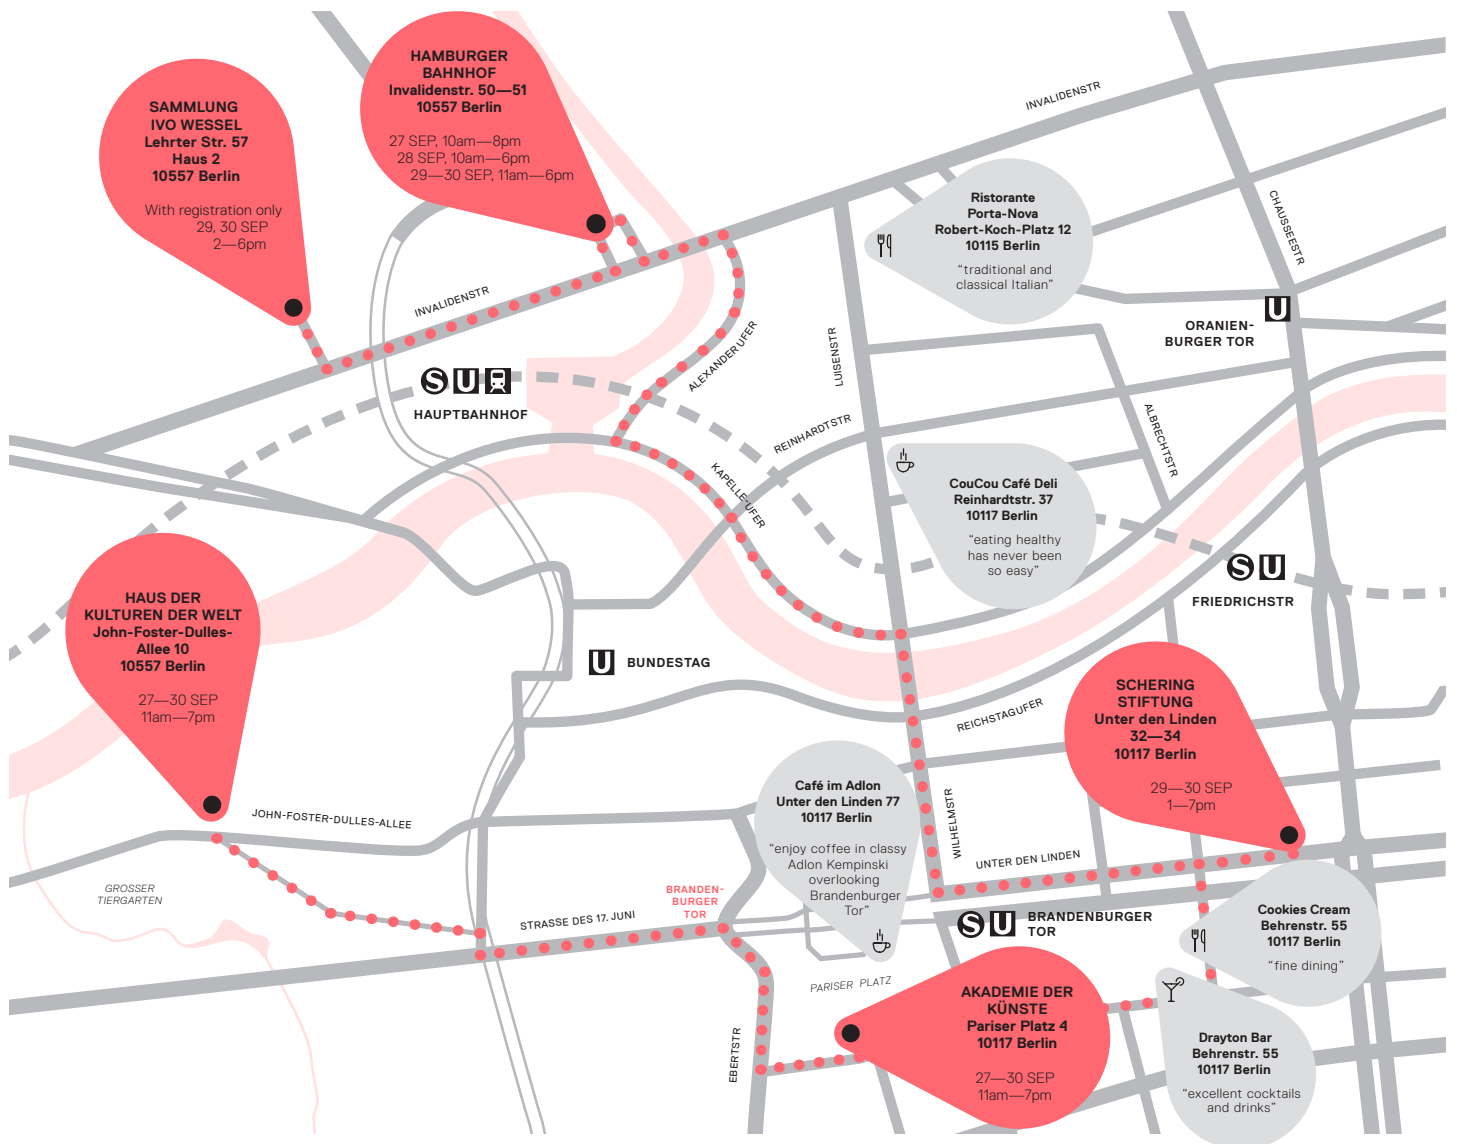 HAMBURGER
BAHNHOF
Invalidenstr. 50—51
10557 Berlin
27 SEP, 10am—8pm
28 SEP, 10am—6pm
29—30 SEP, 11am—6pm
SAMMLUNG
IVO WESSEL
Lehrter Str. 57
Haus 2
10557 Berlin
With registration only
29, 30 SEP
2—6pm
INVALIDENSTR
CHAUSSEESTR
Ristorante
Porta-Nova
Robert-Koch-Platz 12
10115 Berlin
“traditional and
classical Italian”
INVALIDENSTR
U
ORANIEN-
BURGER TOR
ALEXANDER UFER
LUISENSTR
S U
HAUPTBAHNHOF
REINHARDTSTR
ALBRECHTSTR
KAPELLE-UFER
CouCou Café Deli
Reinhardtstr. 37
10117 Berlin
“eating healthy
has never been
so easy”
S U
FRIEDRICHSTR
HAUS DER
KULTUREN DER WELT
John-Foster-Dulles-
Allee 10
10557 Berlin
27—30 SEP
11am—7pm
U BUNDESTAG
REICHSTAGUFER
SCHERING
STIFTUNG
Unter den Linden
32—34
10117 Berlin
29—30 SEP
1—7pm
Café im Adlon
Unter den Linden 77
10117 Berlin
“enjoy coffee in classy
Adlon Kempinski
overlooking
Brandenburger
Tor”
WILHELMSTR
JOHN-FOSTER-DULLES-ALLEE
UNTER DEN LINDEN
GROSSER
TIERGARTEN
BRANDEN-
BURGER
TOR
STRASSE DES 17. JUNI
S U BRANDENBURGER
TOR
Cookies Cream
Behrenstr. 55
10117 Berlin
“fine dining”
PARISER PLATZ
AKADEMIE DER
KÜNSTE
Pariser Platz 4
10117 Berlin
27—30 SEP
11am—7pm
EBERTSTR
Drayton Bar
Behrenstr. 55
10117 Berlin
“excellent cocktails
and drinks”